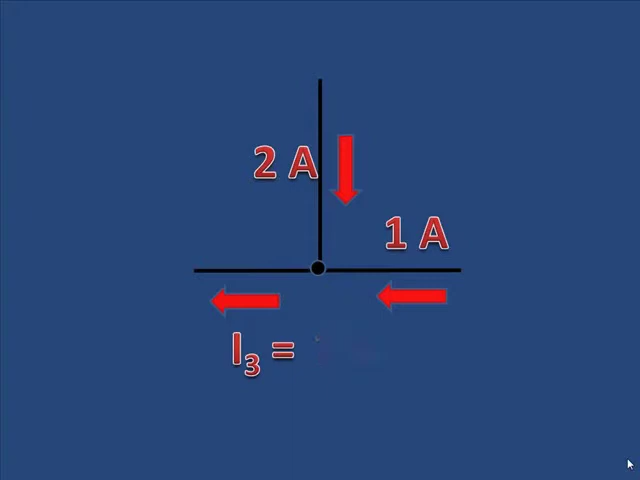 2 A
1 A
I₃ =